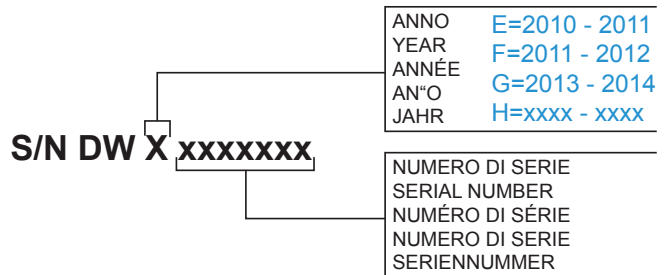 ANNO
YEAR
ANNÉE
AN“O
JAHR
E=2010 - 2011
F=2011 - 2012
G=2013 - 2014
H=xxxx - xxxx
S/N DW X xxxxxxx
NUMERO DI SERIE
SERIAL NUMBER
NUMÉRO DI SÉRIE
NUMERO DI SERIE
SERIENNUMMER